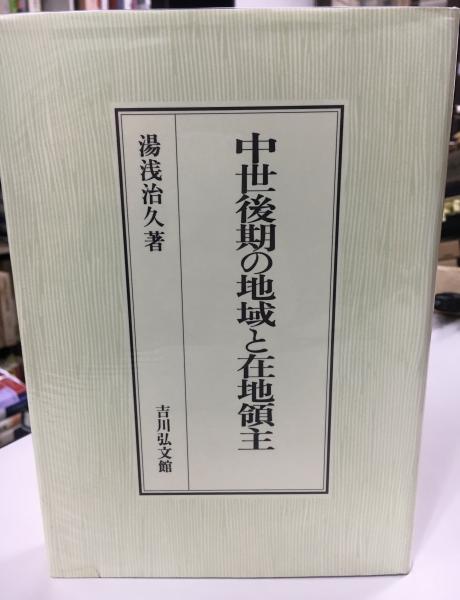 中世後期の地域と在地領主
湯浅治久著
吉川弘文館